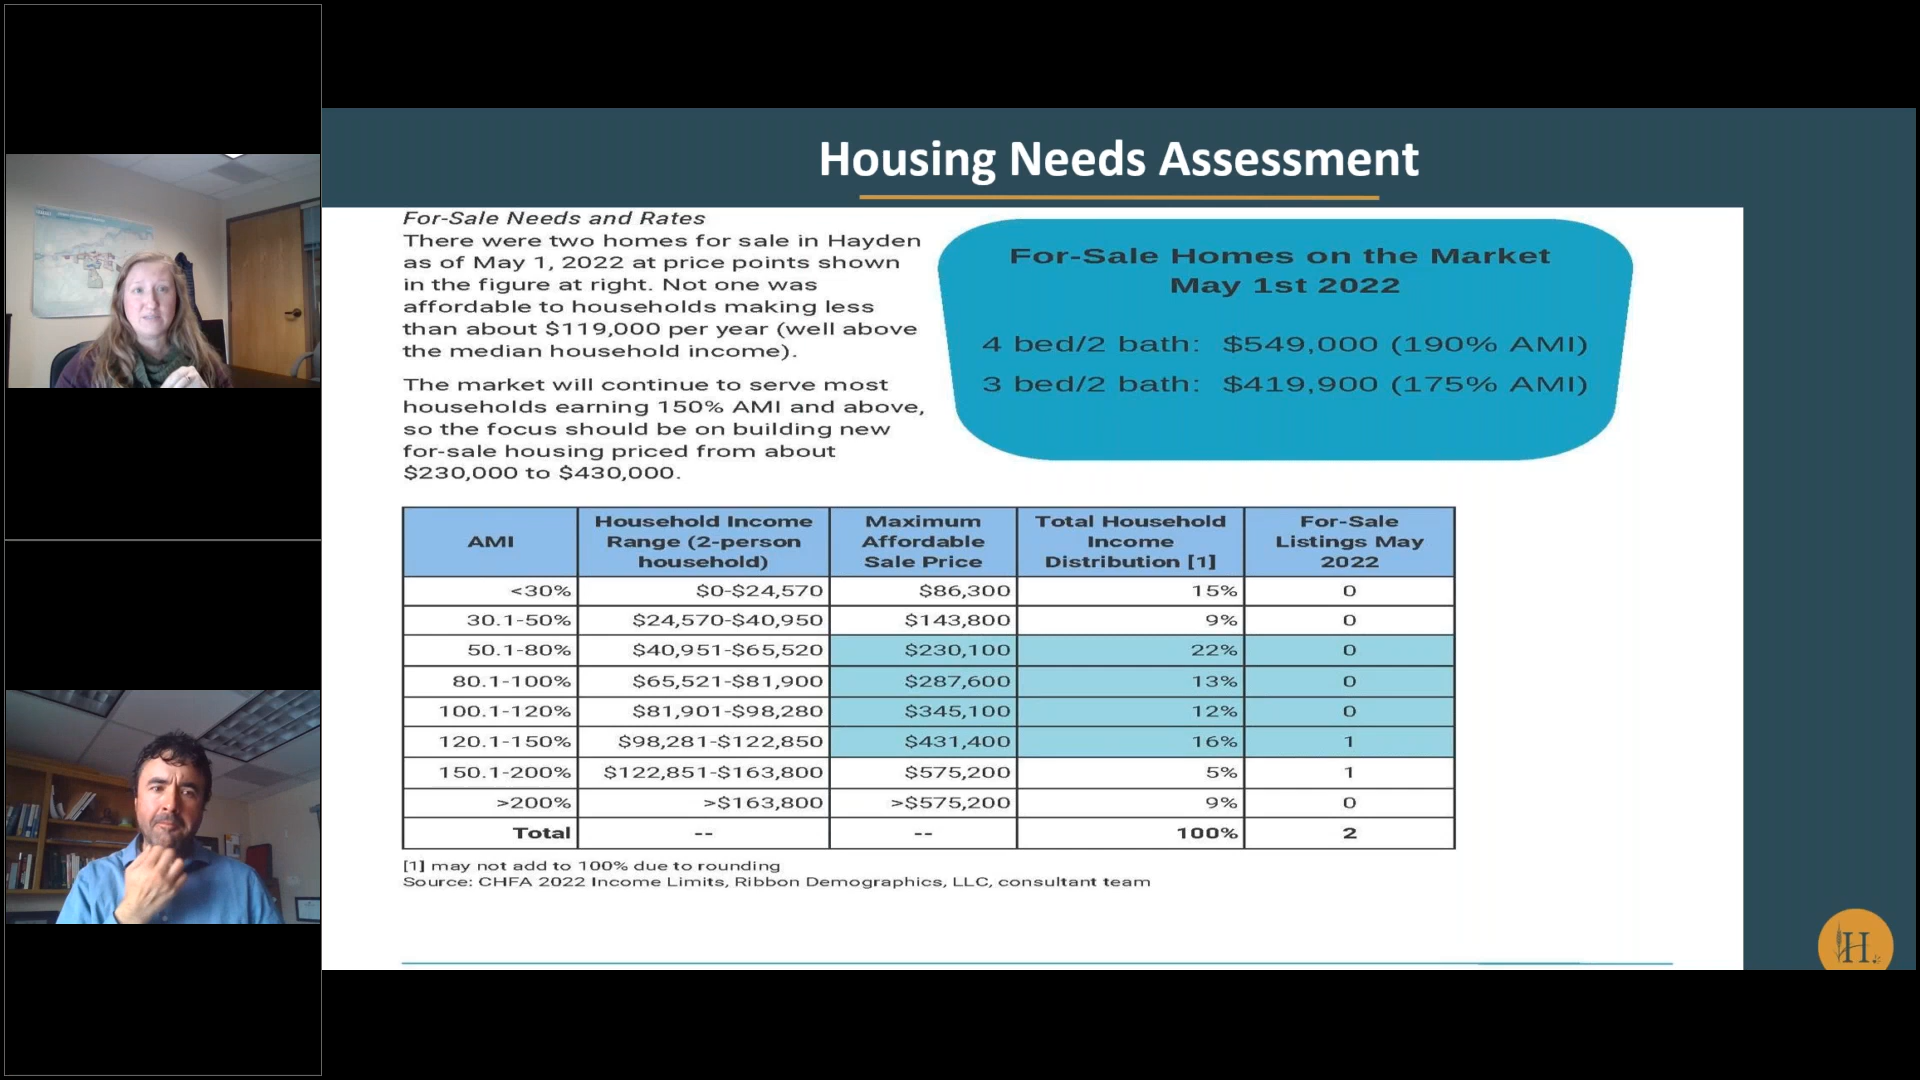 Housing Needs Assessment
For-Sale Needs and Rates
There were two homes for sale in Hayden
as of May 1, 2022 at price points shown
in the figure at right. Not one was
affordable to households making less
than about $119,000 per year (well above
the median household income).
The market will continue to serve most
households earning 150% AMI and above,
so the focus should be on building new
for-sale housing priced from about
$230,000 to $430,000.
For-Sale Homes on the Market
May 1st 2022
4 bed/2 bath: $549,000 (190% AMI)
3 bed/2 bath: $419,900 (175% AMI)
AMI Household Income Range (2-person household) Maximum Affordable Sale Price Total Household Income Distribution [1] For-Sale Listings May 2022
<30% $0-$24,570 $86,300 15% 0
30.1-50% $24,570-$40,950 $143,800 9% 0
50.1-80% $40,951-$65,520 $230,100 22% 0
80.1-100% $65,521-$81,900 $287,600 13% 0
100.1-120% $81,901-$98,280 $345,100 12% 0
120.1-150% $98,281-$122,850 $431,400 16% 1
150.1-200% $122,851-$163,800 $575,200 5% 1
>200% >$163,800 >$575,200 9% 0
Total -- -- 100% 2
[1] may not add to 100% due to rounding
Source: CHFA 2022 Income Limits, Ribbon Demographics, LLC, consultant team
H.